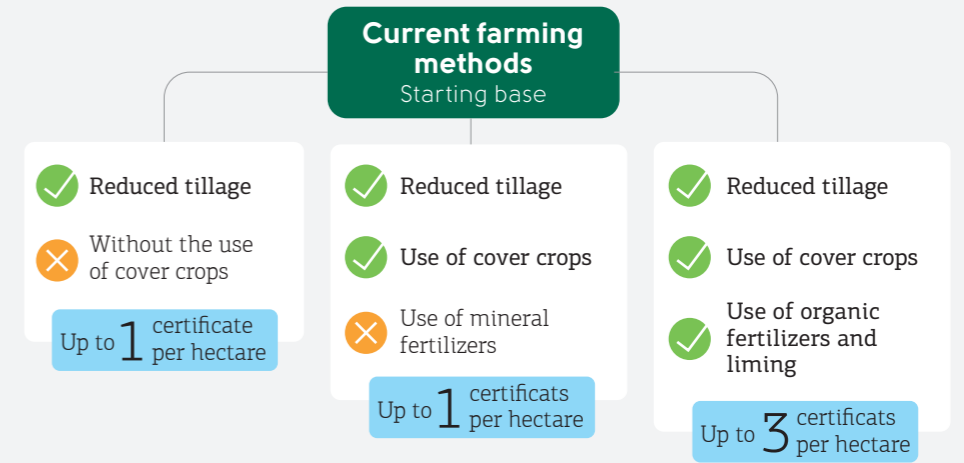 Current farming
methods
Starting base
Reduced tillage
Without the use
of cover crops
Up to 1 certificate
per hectare
Reduced tillage
Use of cover crops
Use of mineral
fertilizers
Up to 1 certificats
per hectare
Reduced tillage
Use of cover crops
Use of organic
fertilizers and
liming
Up to 3 certificats
per hectare